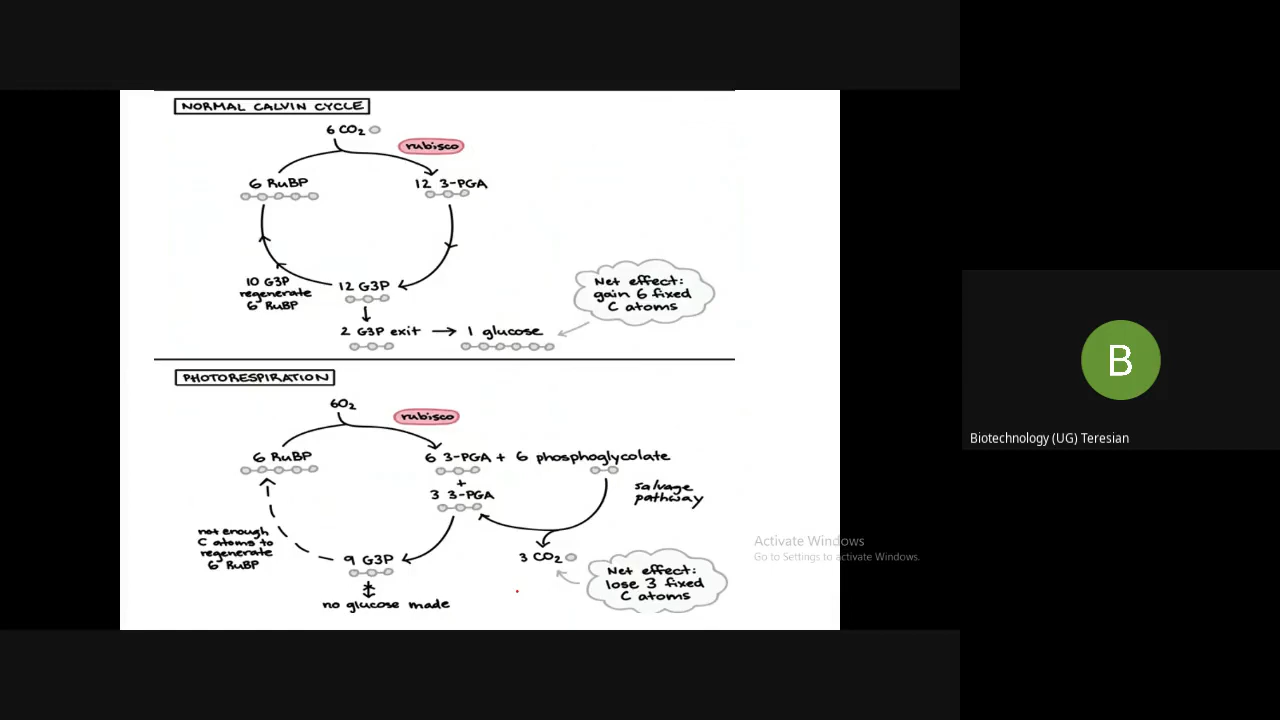 NORMAL CALVIN CYCLE
6 CO2
rubisco
6 RuBP
12 3-PGA
10 G3P
regenerate
6 RuBP
12 G3P
Net effect:
gain 6 fixed
C atoms
2 G3P exit → 1 glucose
PHOTORESPIRATION
6O2
rubisco
6 RuBP
6 3-PGA + 6 phosphoglycolate
+
3 3-PGA
salvage
pathway
not enough
C atoms to
regenerate
6 RuBP
9 G3P
3 CO2
Net effect:
lose 3 fixed
C atoms
no glucose made
Activate Windows
Go to Settings to activate Windows.
B
Biotechnology (UG) Teresian